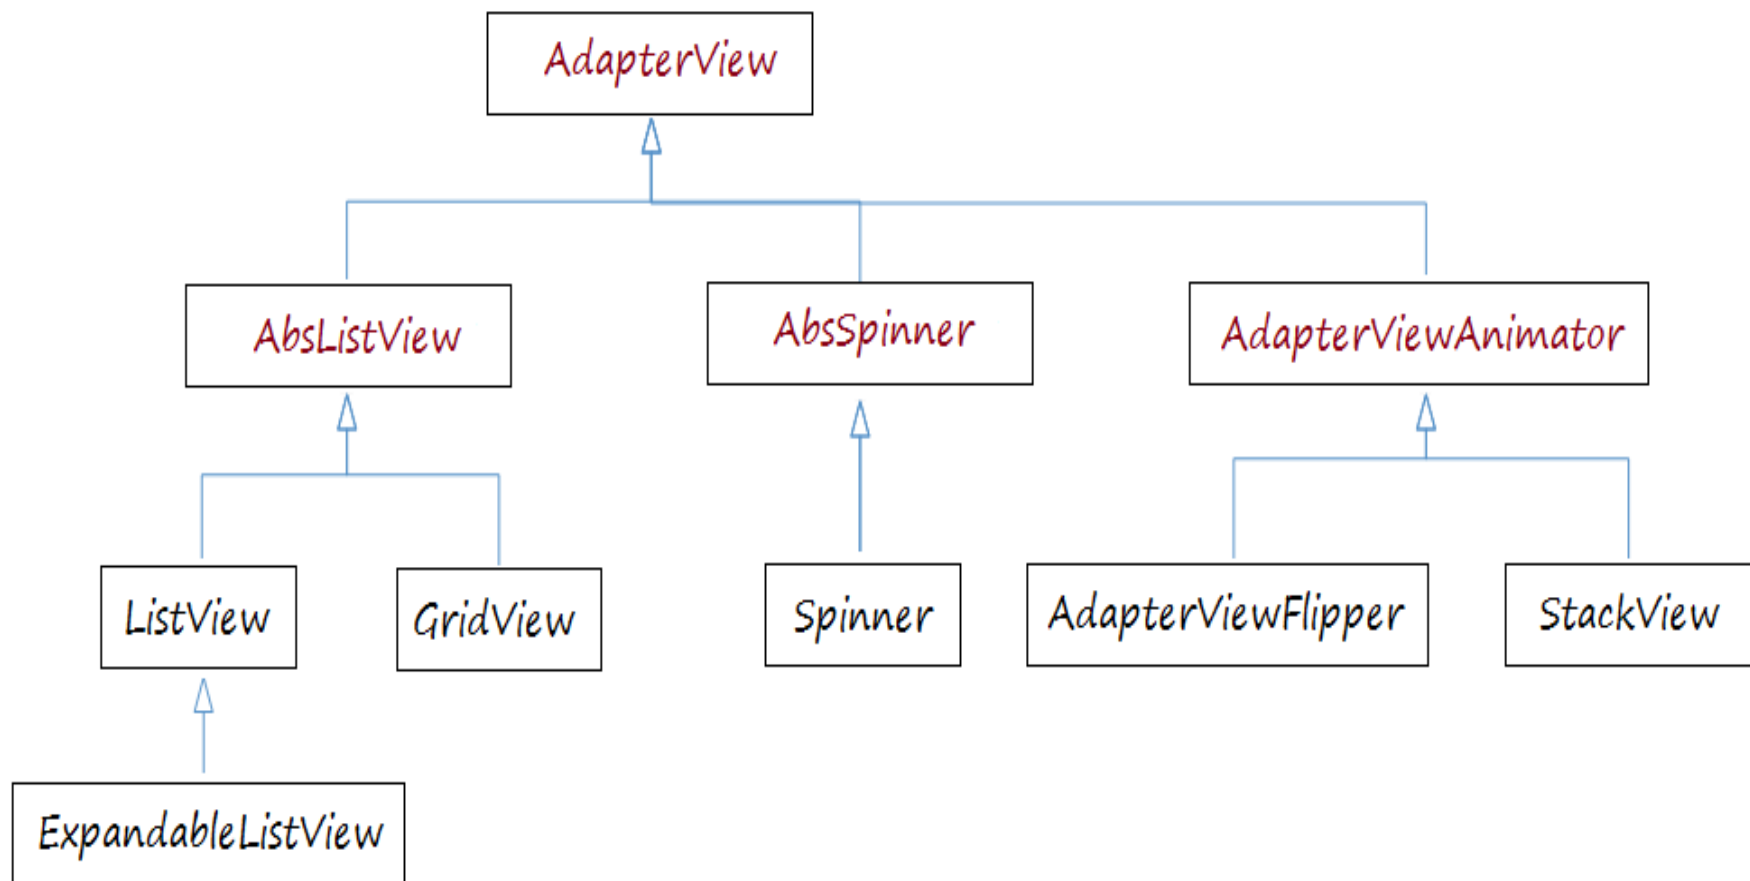 AdapterView
AbsListView
AbsSpinner
AdapterViewAnimator
ListView
GridView
Spinner
AdapterViewFlipper
StackView
ExpandableListView